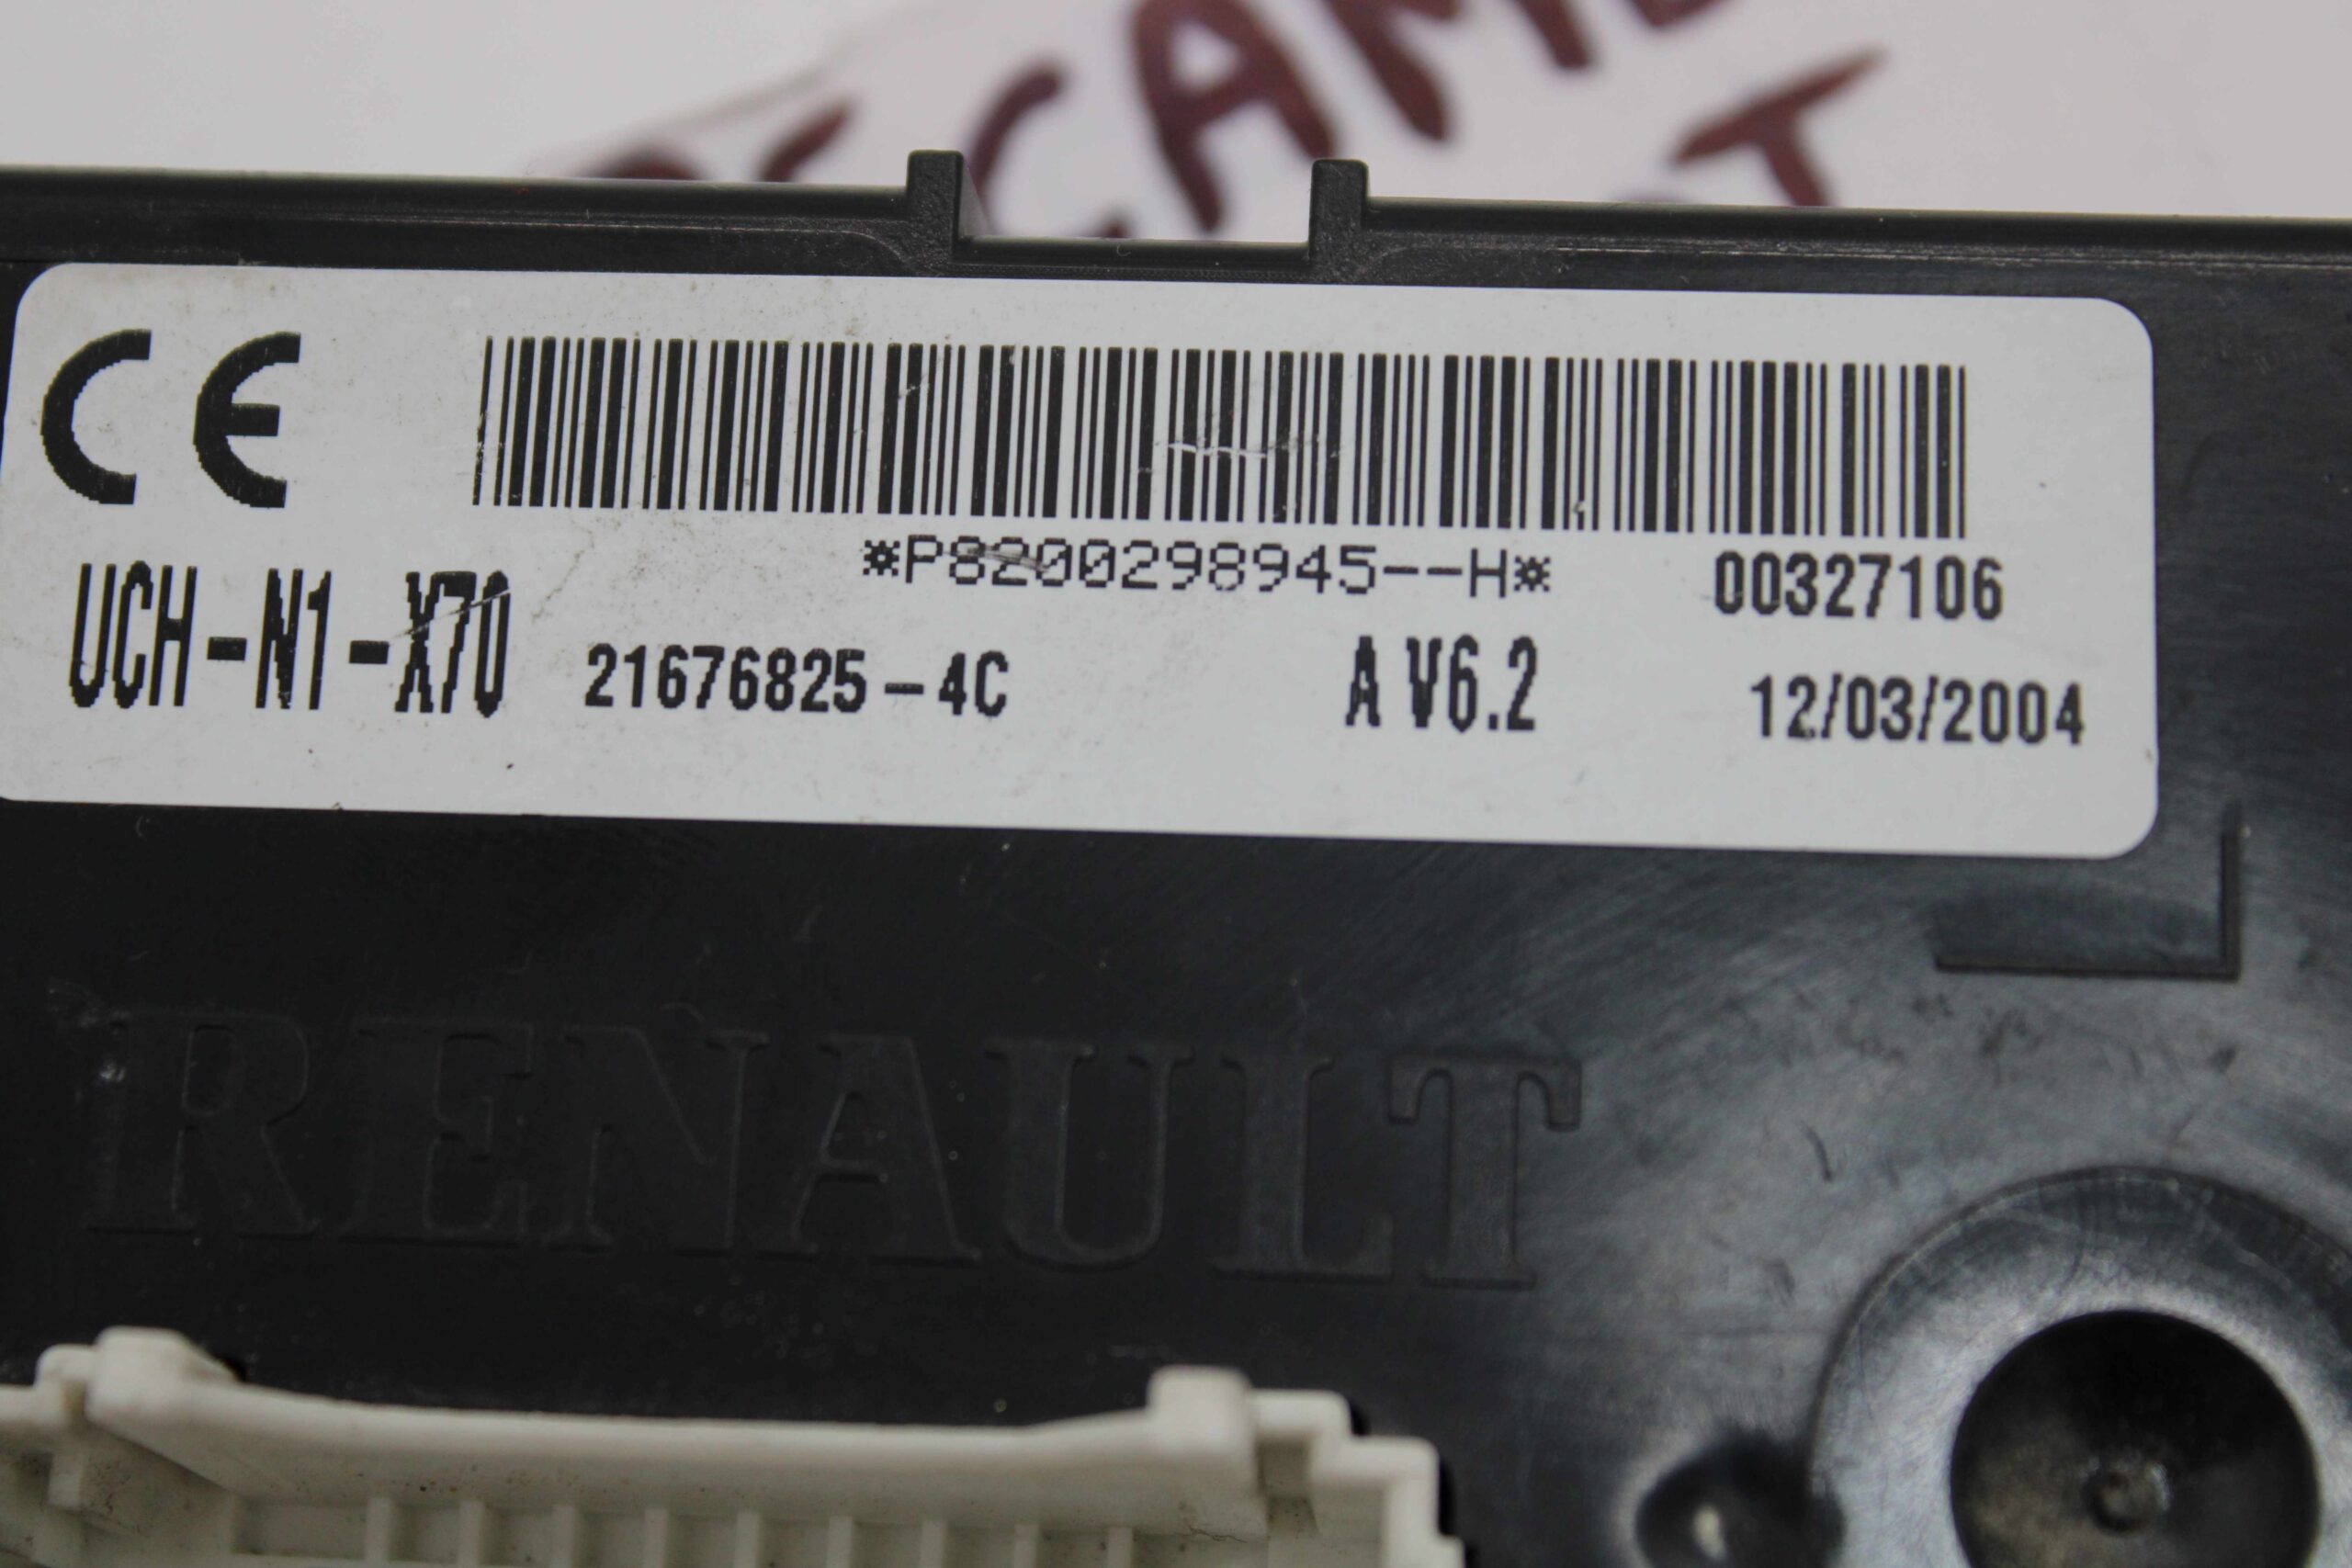 CE
*P8200298945--H* 00327106
UCH-N1-X70 21676825-4C A V6.2 12/03/2004
RENAULT